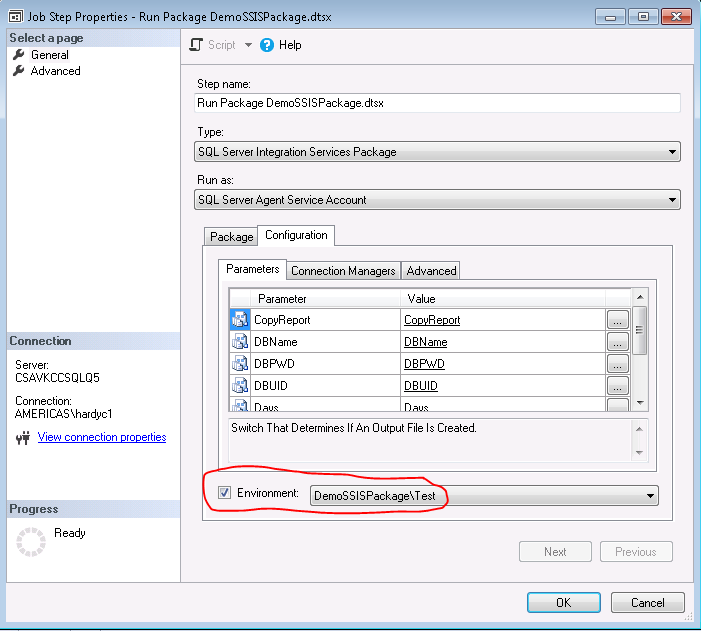 Job Step Properties - Run Package DemoSSISPackage.dtsx
Select a page
General
Advanced
Script
Help
Step name:
Run Package DemoSSISPackage.dtsx
Type:
SQL Server Integration Services Package
Run as:
SQL Server Agent Service Account
Package
Configuration
Parameters
Connection Managers
Advanced
Parameter Value
CopyReport CopyReport ...
DBName DBName ...
DBPWD DBPWD ...
DBUID DBUID ...
Days Days
Switch That Determines If An Output File Is Created.
Environment: DemoSSISPackage\Test
Connection
Server:
CSAVKCCSQLQ5
Connection:
AMERICAS\hardyc1
View connection properties
Progress
Ready
Next Previous
OK Cancel